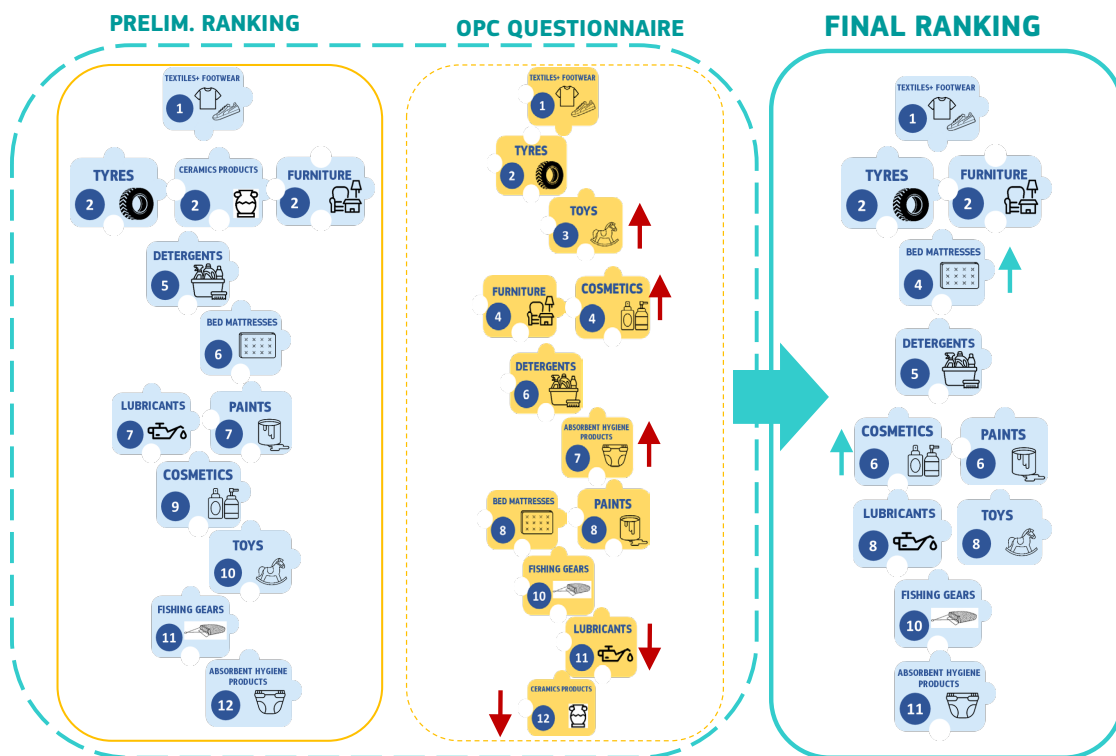 PRELIM. RANKING
TEXTILES+ FOOTWEAR
1
TYRES
2
CERAMICS PRODUCTS
2
FURNITURE
2
DETERGENTS
5
BED MATTRESSES
6
LUBRICANTS
7
PAINTS
7
COSMETICS
9
TOYS
10
FISHING GEARS
11
ABSORBENT HYGIENE
PRODUCTS
12
OPC QUESTIONNAIRE
TEXTILES+ FOOTWEAR
1
TYRES
2
TOYS
3
FURNITURE
4
COSMETICS
4
DETERGENTS
6
ABSORBENT HYGIENE
PRODUCTS
7
BED MATTRESSES
8
PAINTS
8
FISHING GEARS
10
LUBRICANTS
11
CERAMICS PRODUCTS
12
FINAL RANKING
TEXTILES+ FOOTWEAR
1
TYRES
2
FURNITURE
2
BED MATTRESSES
4
DETERGENTS
5
COSMETICS
6
PAINTS
6
LUBRICANTS
8
TOYS
8
FISHING GEARS
10
ABSORBENT HYGIENE
PRODUCTS
11